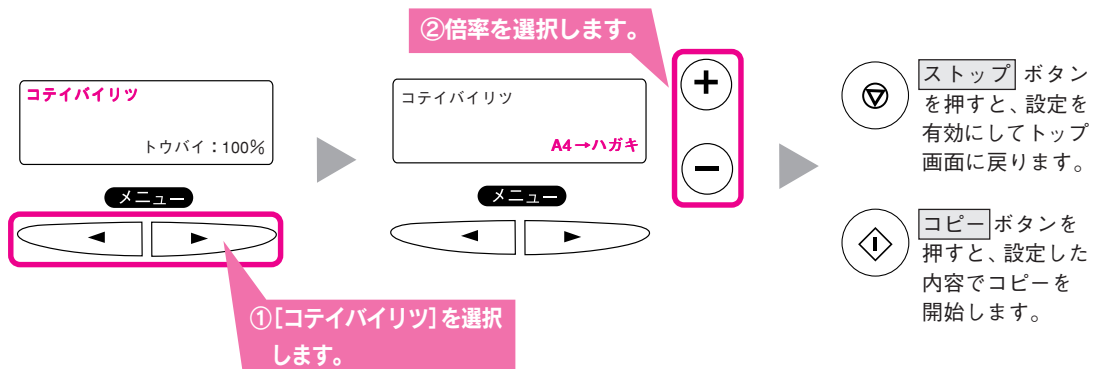 ②倍率を選択します。
コテイバイリツ
トウバイ：100%
メニュー
①[コテイバイリツ]を選択
します。
コテイバイリツ
A4→ハガキ
メニュー
ストップ ボタン
を押すと、設定を
有効にしてトップ
画面に戻ります。
コピー ボタンを
押すと、設定した
内容でコピーを
開始します。